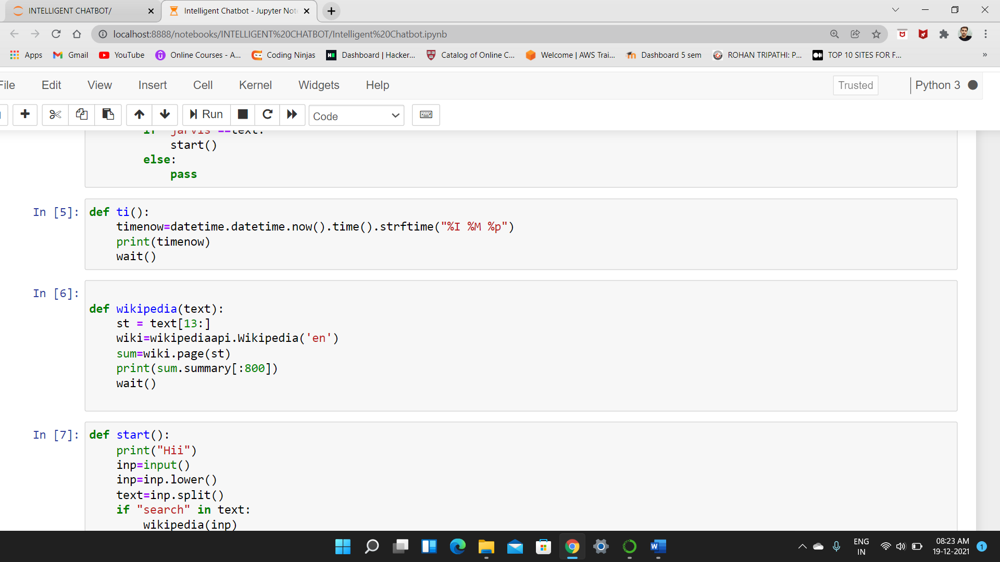 INTELLIGENT CHATBOT/
Intelligent Chatbot - Jupyter Not
localhost:8888/notebooks/INTELLIGENT%20CHATBOT/Intelligent%20Chatbot.ipynb
Apps Gmail YouTube Online Courses - A... Coding Ninjas Dashboard | Hacker... Catalog of Online C... Welcome | AWS Trai... Dashboard 5 sem ROHAN TRIPATHI: P... TOP 10 SITES FOR F... »
File Edit View Insert Cell Kernel Widgets Help Trusted Python 3
Run Code
if "jarvis"==text:
start()
else:
pass
In [5]: def ti():
timenow=datetime.datetime.now().time().strftime("%I %M %p")
print(timenow)
wait()
In [6]:
def wikipedia(text):
st = text[13:]
wiki=wikipediaapi.Wikipedia('en')
sum=wiki.page(st)
print(sum.summary[:800])
wait()
In [7]: def start():
print("Hii")
inp=input()
inp=inp.lower()
text=inp.split()
if "search" in text:
wikipedia(inp)
ENG
IN
08:23 AM
19-12-2021
1